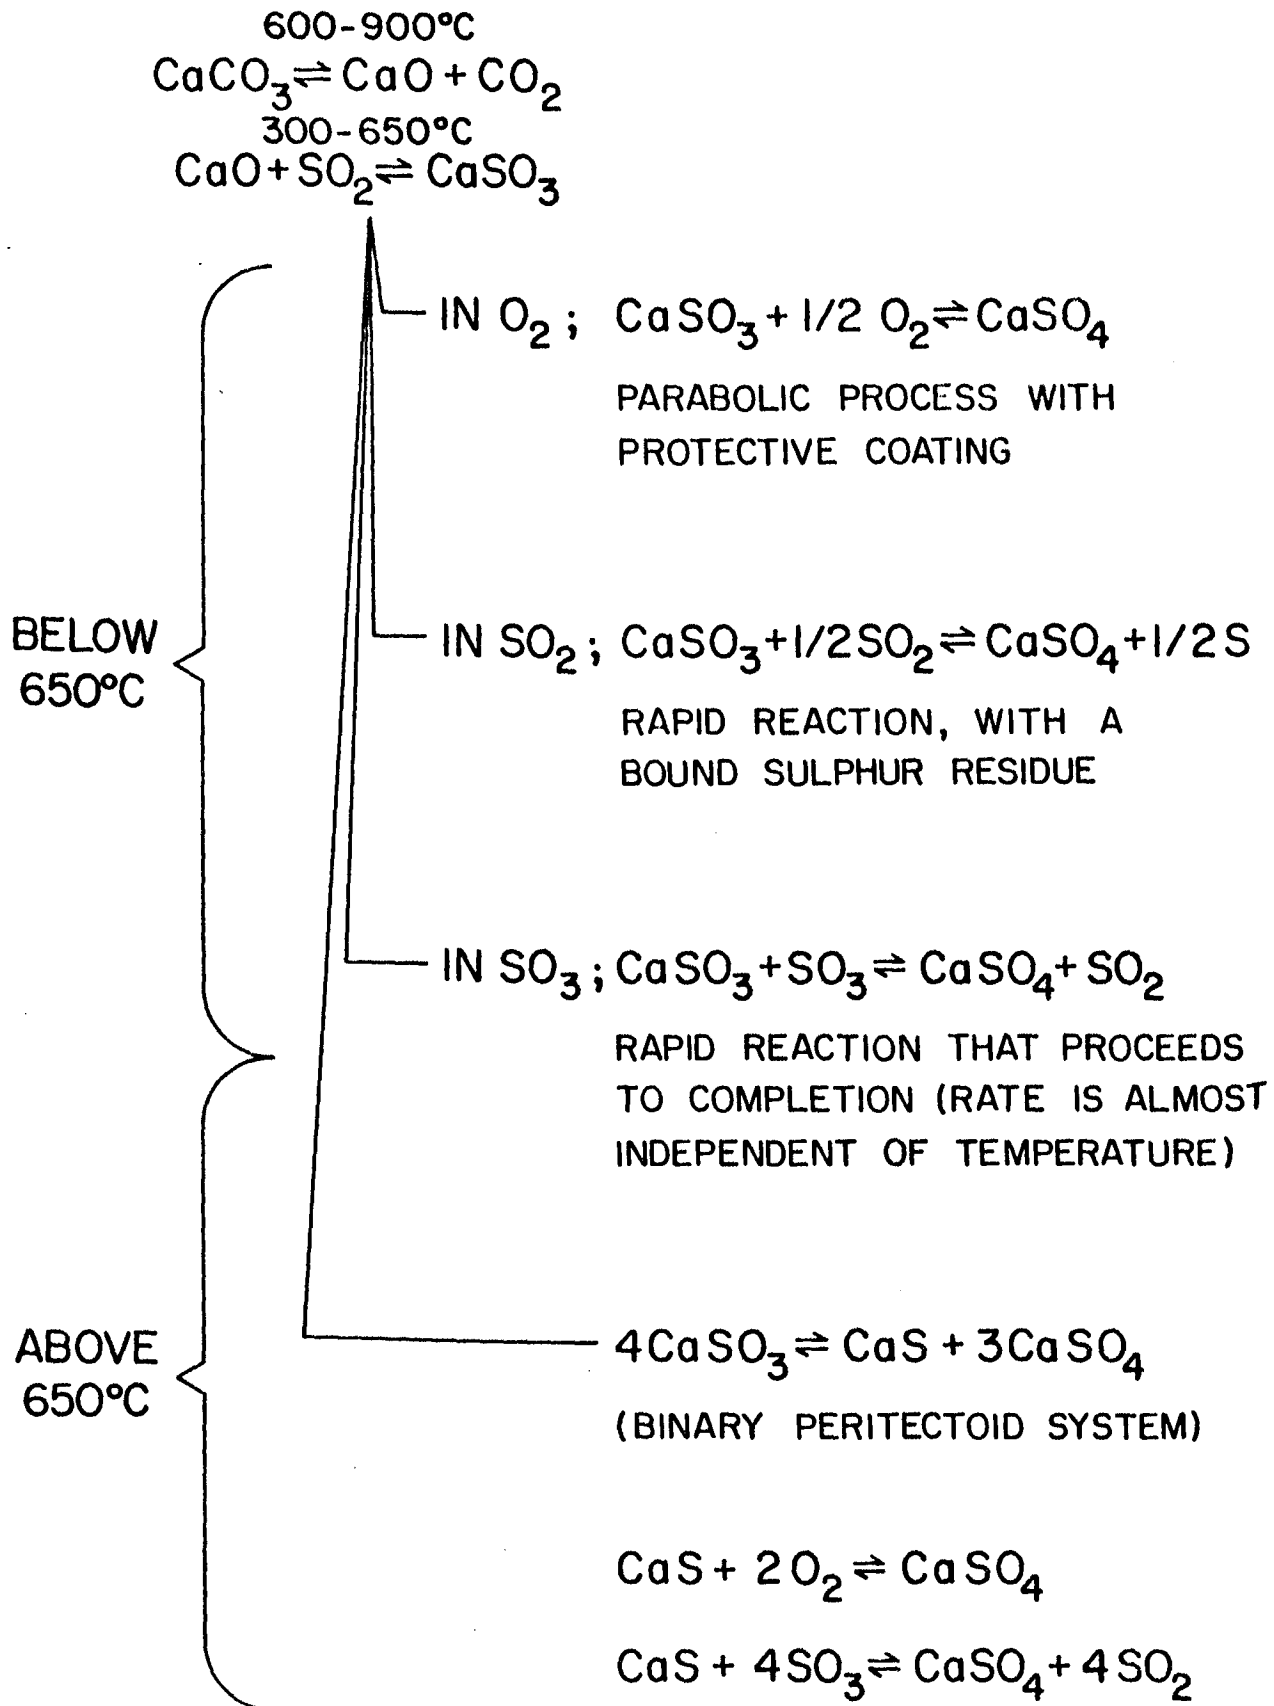 600-900°C
CaCO₃⇌CaO+CO₂
300-650°C
CaO+SO₂⇌CaSO₃
IN O₂; CaSO₃+1/2 O₂⇌CaSO₄
PARABOLIC PROCESS WITH
PROTECTIVE COATING
BELOW
650°C
IN SO₂; CaSO₃+1/2SO₂⇌CaSO₄+1/2S
RAPID REACTION, WITH A
BOUND SULPHUR RESIDUE
IN SO₃; CaSO₃+SO₃⇌CaSO₄+SO₂
RAPID REACTION THAT PROCEEDS
TO COMPLETION (RATE IS ALMOST
INDEPENDENT OF TEMPERATURE)
ABOVE
650°C
4CaSO₃⇌CaS+3CaSO₄
(BINARY PERITECTOID SYSTEM)
CaS+2O₂⇌CaSO₄
CaS+4SO₃⇌CaSO₄+4SO₂